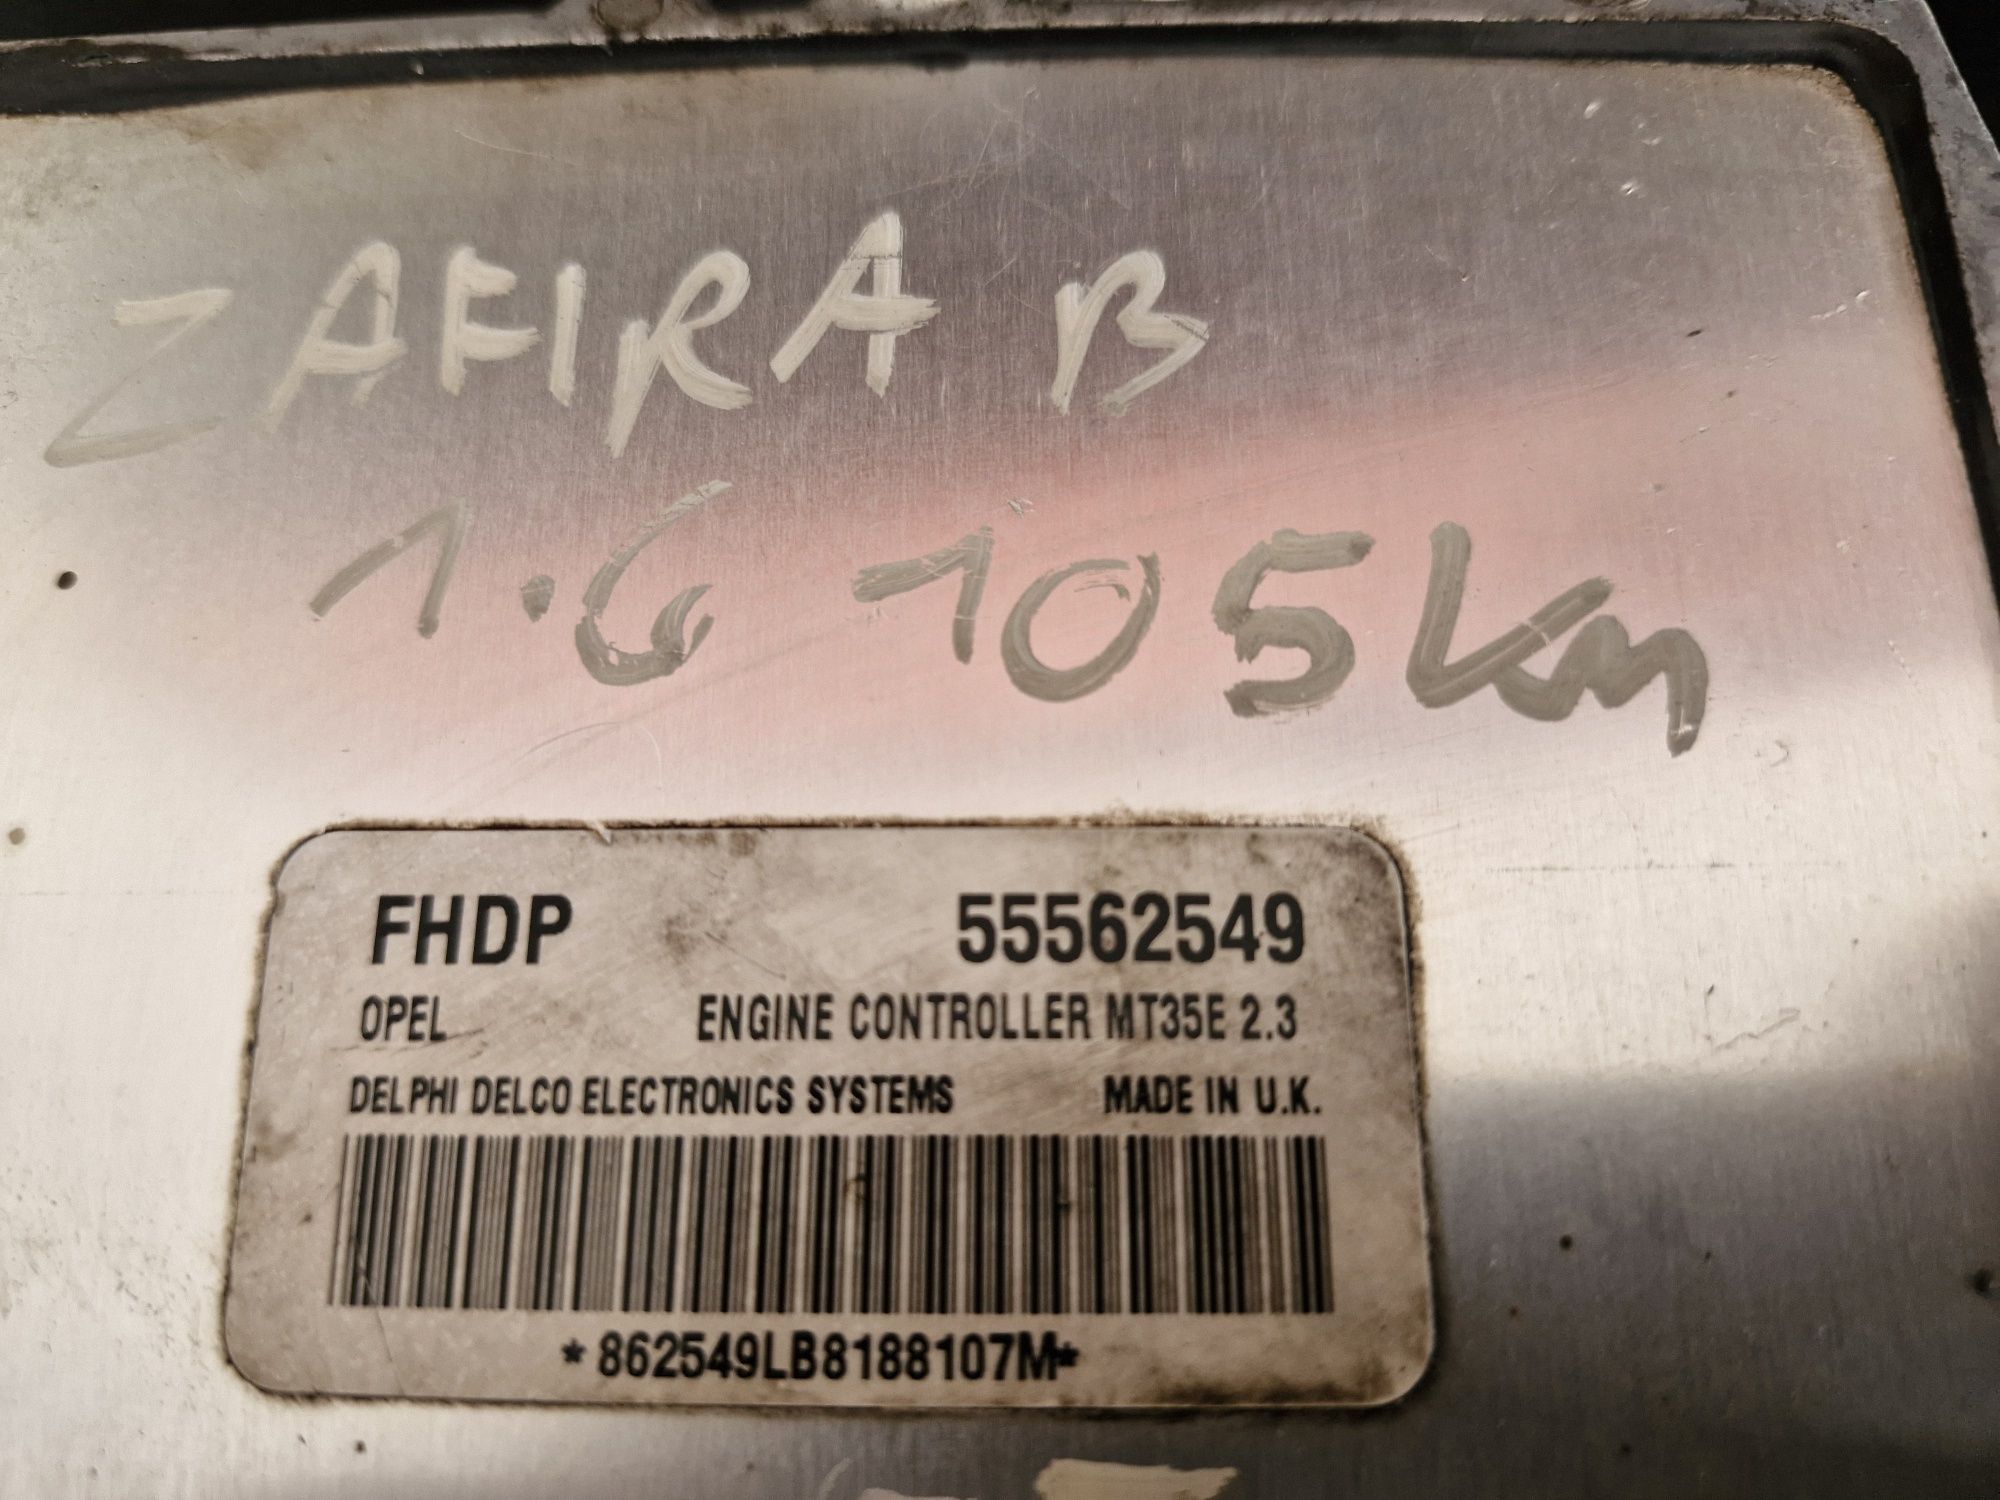 ZAFIRA B
1.6 105km
FHDP 55562549
OPEL ENGINE CONTROLLER MT35E 2.3
DELPHI DELCO ELECTRONICS SYSTEMS MADE IN U.K.
*862549LB8188107M*